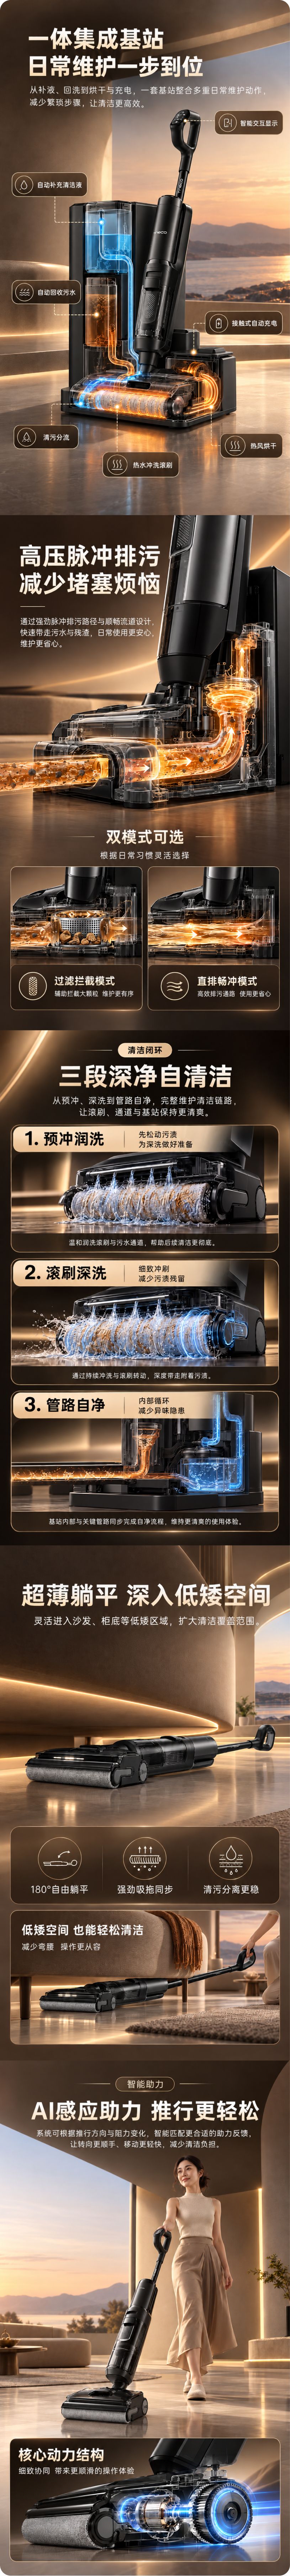 一体集成基站
日常维护一步到位
从补液、回洗到烘干与充电，一套基站整合多重日常维护动作，
减少繁琐步骤，让清洁更高效。
智能交互显示
自动补充清洁液
自动回收污水
接触式自动充电
清污分流
热风烘干
热水冲洗滚刷
高压脉冲排污
减少堵塞烦恼
通过强劲脉冲排污路径与顺畅流道设计，
快速带走污水与残渣，日常使用更安心，
维护更省心。
双模式可选
根据日常习惯灵活选择
过滤拦截模式
辅助拦截大颗粒 维护更有序
直排畅冲模式
高效排污通路 使用更省心
清洁闭环
三段深净自清洁
从预冲、深洗到管路自净，完整维护清洁链路，
让滚刷、通道与基站保持更清爽。
1. 预冲润洗
先松动污渍
为深洗做好准备
温和润洗滚刷与污水通道，帮助后续清洁更彻底。
2. 滚刷深洗
细致冲刷
减少污渍残留
通过持续冲洗与滚刷转动，深度带走附着污渍。
3. 管路自净
内部循环
减少异味隐患
基站内部与关键管路同步完成自净流程，维持更清爽的使用体验。
超薄躺平 深入低矮空间
灵活进入沙发、柜底等低矮区域，扩大清洁覆盖范围。
180°自由躺平
强劲吸拖同步
清污分离更稳
低矮空间 也能轻松清洁
减少弯腰 操作更从容
智能助力
AI感应助力 推行更轻松
系统可根据推行方向与阻力变化，智能匹配更合适的助力反馈，
让转向更顺手、移动更轻快，减少清洁负担。
核心动力结构
细致协同 带来更顺滑的操作体验